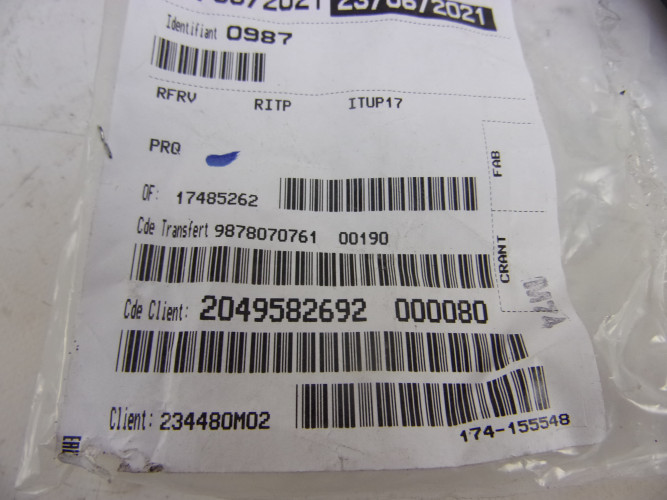 23/06/2021
Identifiant 0987
RFRV RITP ITUP17
PRQ
FAB
OF: 17485262
Cde Transfert 9878070761 00190
CRANT
Cde Client: 2049582692 000080
Client: 234480M02
174-155548